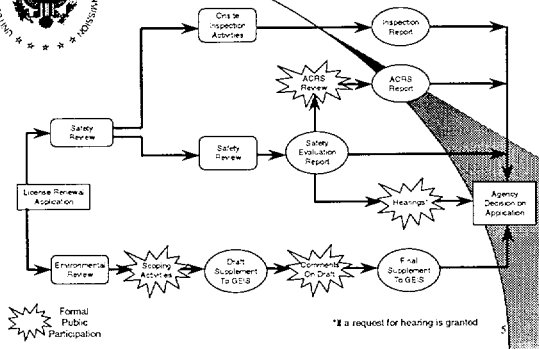 Onsite
Inspection
Activities
Inspection
Report
ACRS
Review
ACRS
Report
Safety
Review
Safety
Review
Safety
Evaluation
Report
License Renewal
Application
Hearings*
Agency
Decision on
Application
Environmental
Review
Scoping
Activities
Draft
Supplement
To GEIS
Comments
On Draft
Final
Supplement
To GEIS
Formal
Public
Participation
*If a request for hearing is granted
5